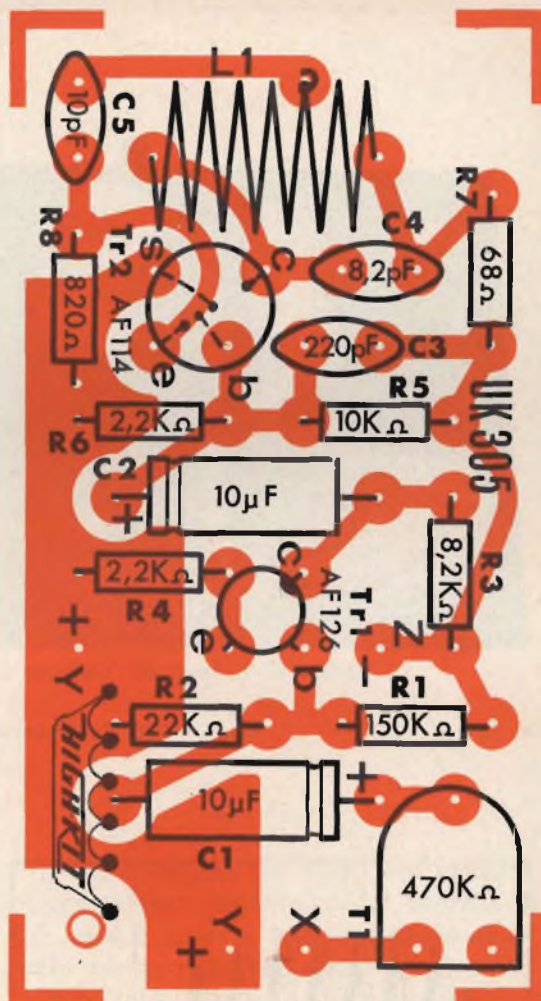 L1
10pF
C5
R7
R8
Tr2
S
C
C4
8,2pF
68Ω
820Ω
AF114
220pF
C3
e
b
R5
UK305
R6
2,2KΩ
10KΩ
C2
+
10µF
8,2KΩ
R3
C
2,2KΩ
R4
AF126
Tr1
e
b
Z
-
+
Y
R2
R1
22KΩ
150KΩ
HIGHKIT
10µF
+
C1
470KΩ
Y
X
T1
+